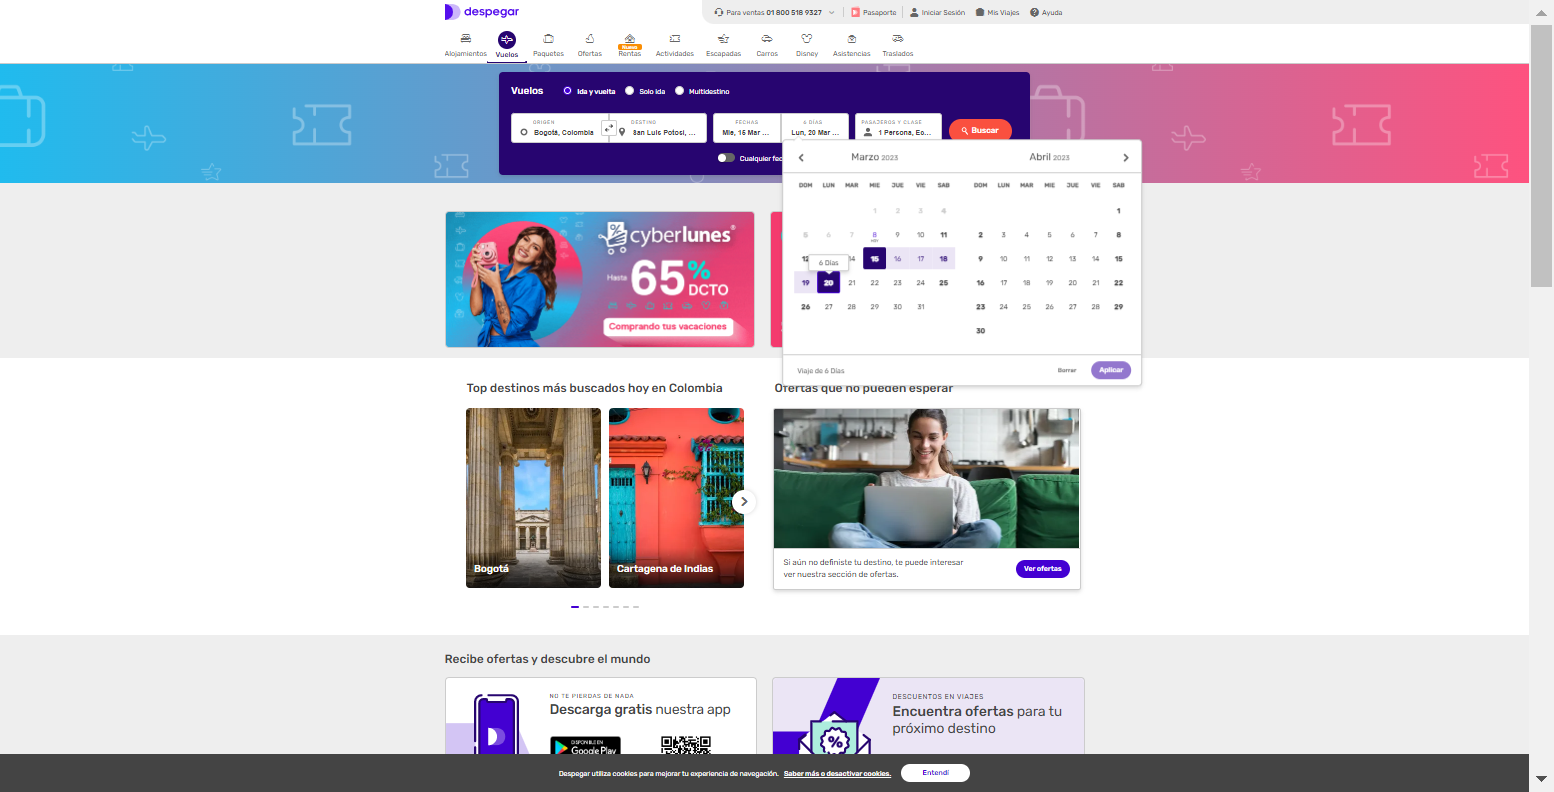 despegar
Para ventas 01 800 518 9327
Pasaporte
Iniciar Sesión
Mis Viajes
Ayuda
Alojamientos
Vuelos
Paquetes
Ofertas
Nuevo
Rentas
Actividades
Escapadas
Carros
Disney
Asistencias
Traslados
Vuelos
Ida y vuelta
Solo ida
Multidestino
ORIGEN
Bogotá, Colombia
DESTINO
San Luis Potosí, ...
FECHAS
Mie, 15 Mar ...
6 DIAS
Lun, 20 Mar ...
PASAJEROS Y CLASE
1 Persona, Ec...
Buscar
Cualquier fec
Marzo 2023
DOM LUN MAR MIE JUE VIE SAB
1 2 3 4
5 6 7 8 9 10 11
HOY
12 14 15 16 17 18
6 Días
19 20 21 22 23 24 25
26 27 28 29 30 31
Abril 2023
DOM LUN MAR MIE JUE VIE SAB
1
2 3 4 5 6 7 8
9 10 11 12 13 14 15
16 17 18 19 20 21 22
23 24 25 26 27 28 29
30
Viaje de 6 Días
Borrar
Aplicar
cyberlunes
Hasta 65% DCTO
Comprando tus vacaciones
Top destinos más buscados hoy en Colombia
Bogotá
Cartagena de Indias
Ofertas que no pueden esperar
Si aún no definiste tu destino, te puede interesar
ver nuestra sección de ofertas.
Ver ofertas
Recibe ofertas y descubre el mundo
NO TE PIERDAS DE NADA
Descarga gratis nuestra app
DISPONIBLE EN
Google Play
DESCUENTOS EN VIAJES
Encuentra ofertas para tu
próximo destino
Despegar utiliza cookies para mejorar tu experiencia de navegación. Saber más o desactivar cookies.
Entendí